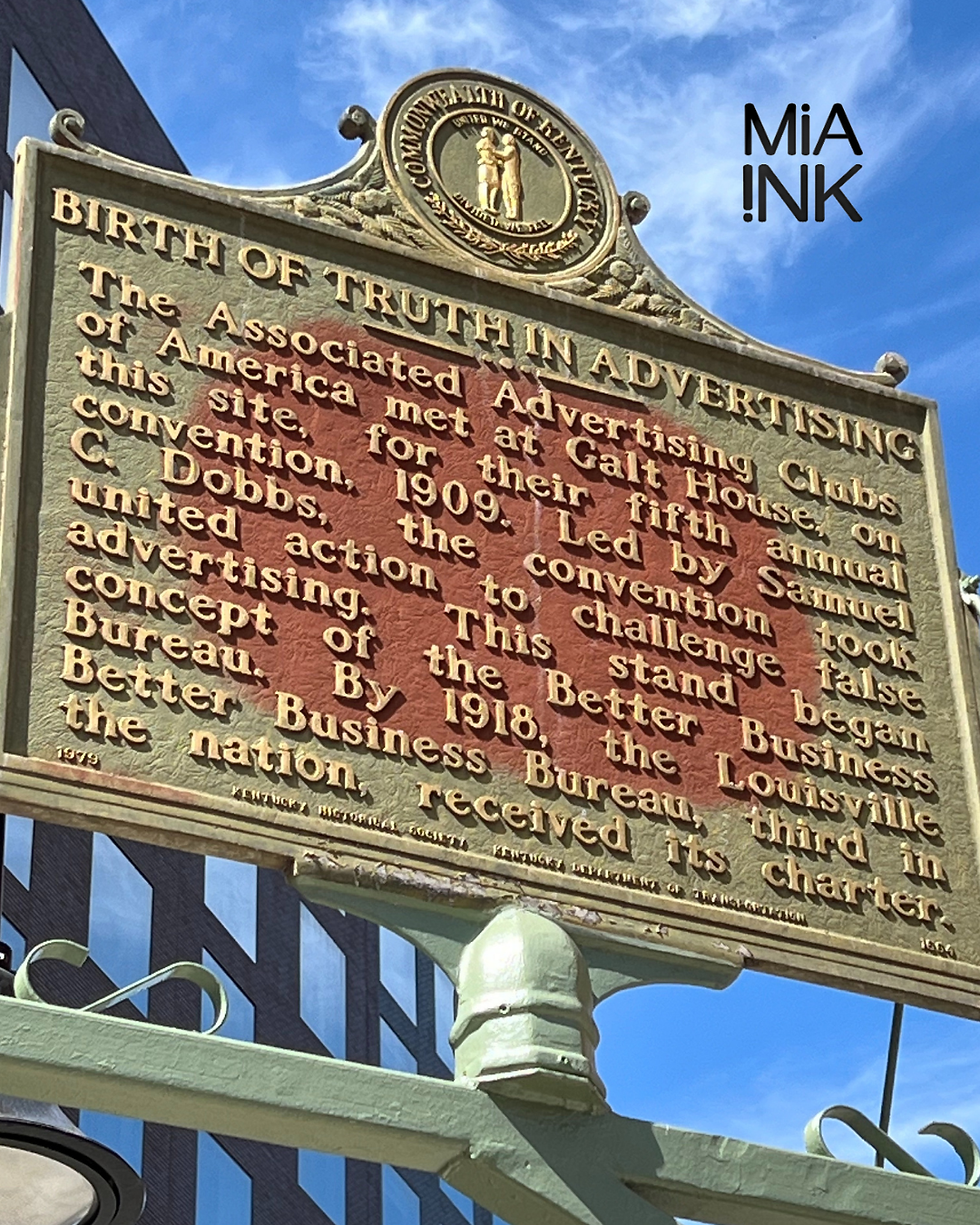 MiA
!NK
COMMONWEALTH OF KENTUCKY
UNITED WE STAND
DIVIDED WE FALL
BIRTH OF TRUTH IN ADVERTISING
The Associated Advertising Clubs
of America met at Galt House, on
this site, for their fifth annual
convention, 1909. Led by Samuel
C. Dobbs, the convention took
united action to challenge false
advertising. This stand began
concept of the Better Business
Bureau. By 1918, the Louisville
Better Business Bureau, third in
the nation, received its charter.
1979
KENTUCKY HISTORICAL SOCIETY KENTUCKY DEPARTMENT OF TRANSPORTATION